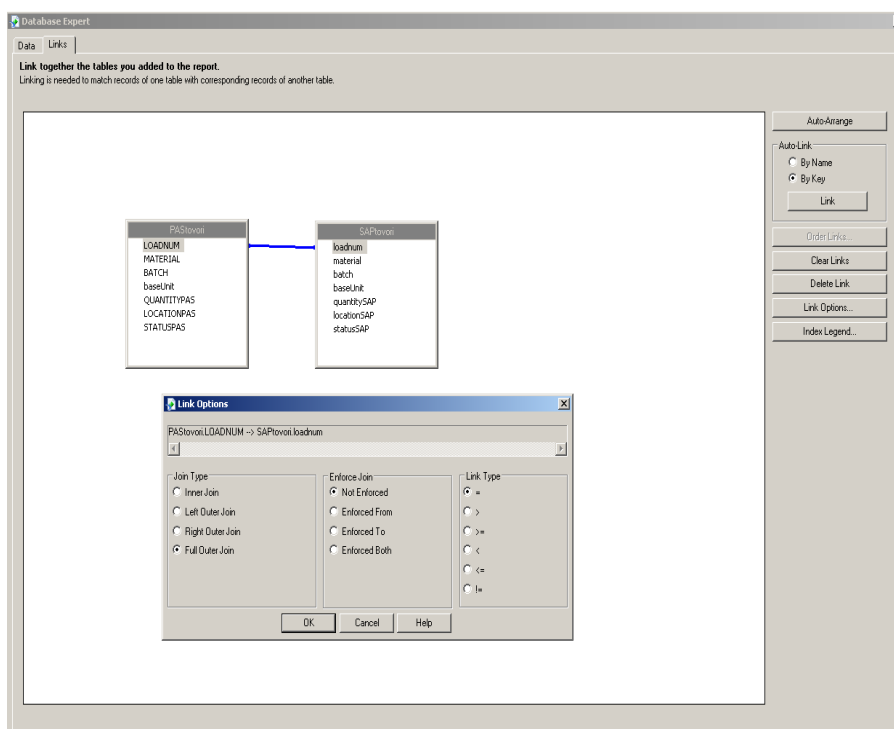 Database Expert
Data
Links
Link together the tables you added to the report.
Linking is needed to match records of one table with corresponding records of another table.
Auto-Arrange
Auto-Link
By Name
By Key
Link
Order Links...
Clear Links
Delete Link
Link Options...
Index Legend...
PAStovori
LOADNUM
MATERIAL
BATCH
baseUnit
QUANTITYPAS
LOCATIONPAS
STATUSPAS
SAPtovori
loadnum
material
batch
baseUnit
quantitySAP
locationSAP
statusSAP
Link Options
PAStovori.LOADNUM --> SAPtovori.loadnum
Join Type
Inner Join
Left Outer Join
Right Outer Join
Full Outer Join
Enforce Join
Not Enforced
Enforced From
Enforced To
Enforced Both
Link Type
=
>
>=
<
<=
!=
OK
Cancel
Help